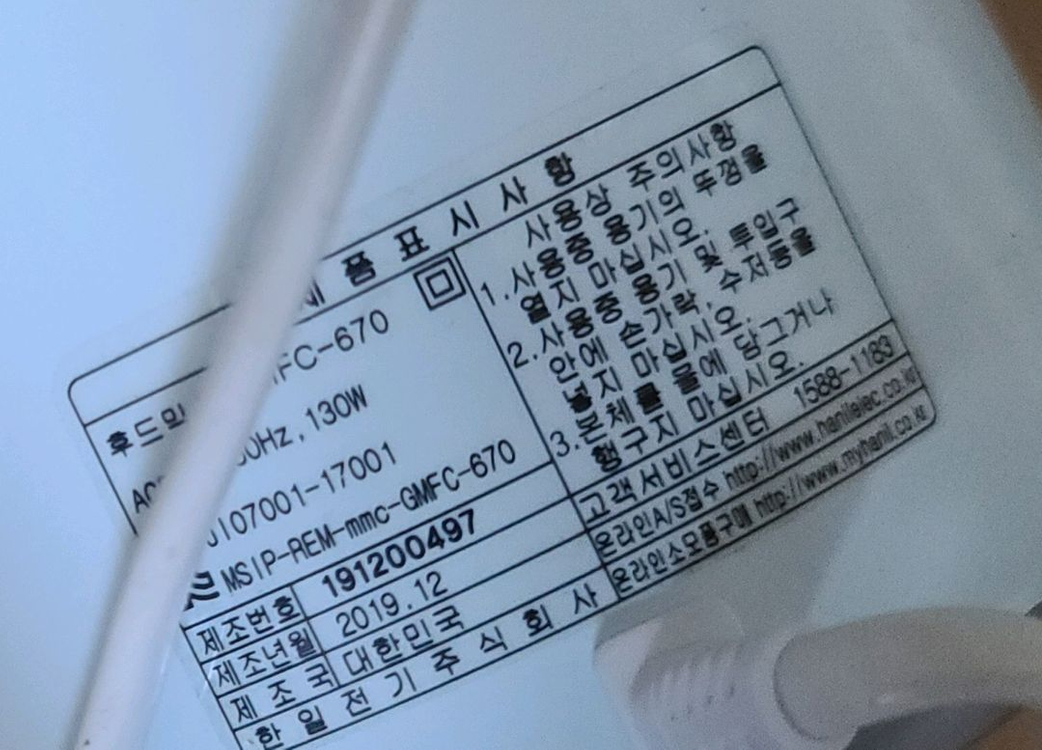 제 품 표 시 사 항
후드믹
FC-670
AC
0Hz, 130W
07001-17001
MSIP-REM-mmc-GMFC-670
제조번호 191200497
제조년월 2019.12
제 조 국 대한민국
한 일 전 기 주 식 회 사
사용상 주의사항
1. 사용중 용기의 뚜껑을
열지 마십시오.
2. 사용중 용기 및 투입구
안에 손가락, 수저등을
넣지 마십시오.
3. 본체를 물에 담그거나
헹구지 마십시오.
고객서비스센터 1588-1183
온라인A/S접수 http://www.hanilelec.co.kr
온라인소모품구매 http://www.myhanil.co.kr